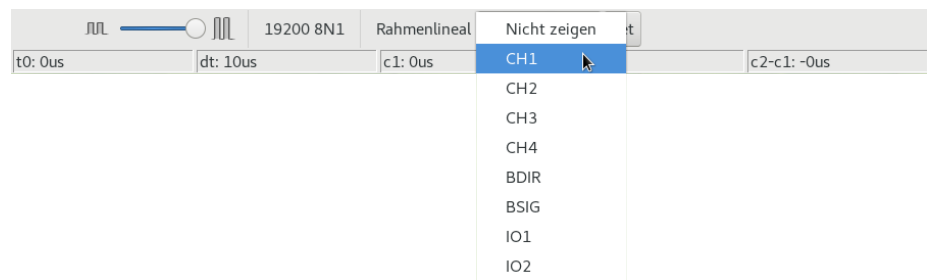 19200 8N1 Rahmenlineal Nicht zeigen
t0: 0us dt: 10us c1: 0us CH1 c2-c1: -0us
CH2
CH3
CH4
BDIR
BSIG
IO1
IO2